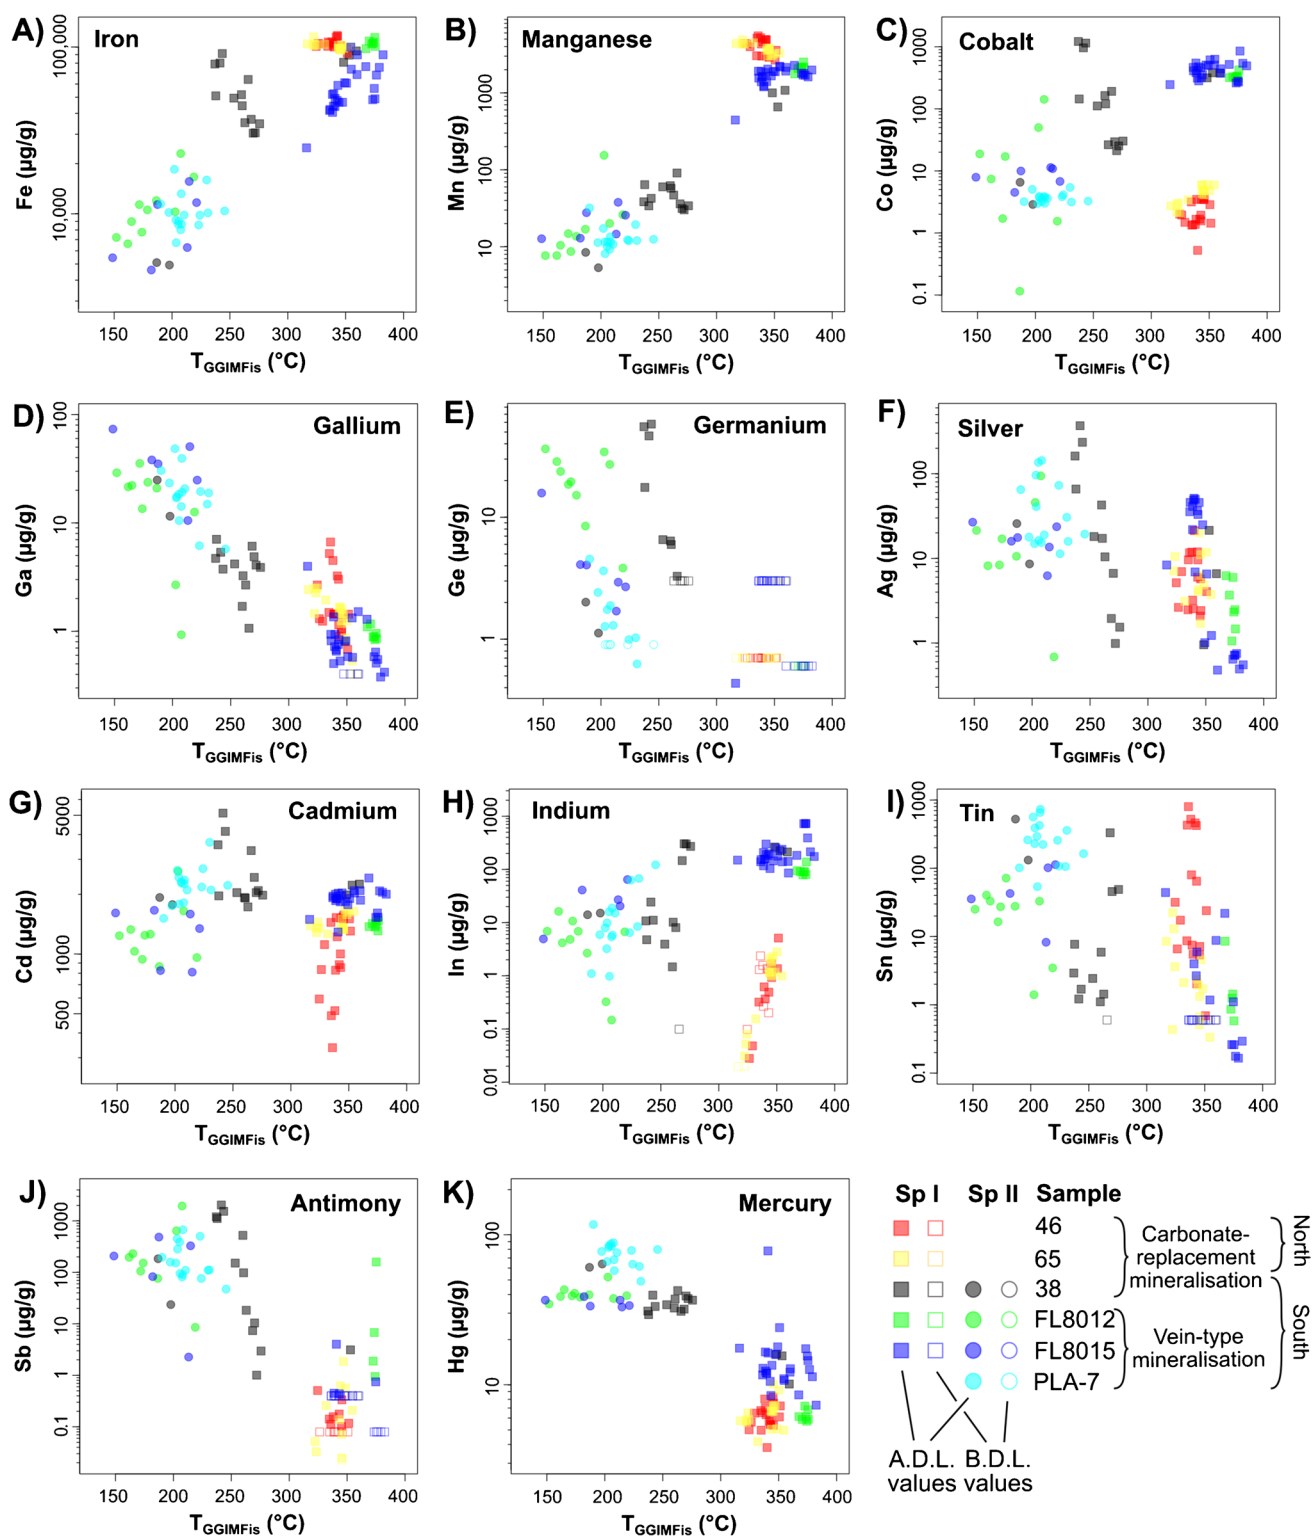 A) Iron
Fe (µg/g)
100,000
10,000
150 200 250 300 350 400
TGGIMFis (°C)
B) Manganese
Mn (µg/g)
1000
100
10
150 200 250 300 350 400
TGGIMFis (°C)
C) Cobalt
Co (µg/g)
1000
100
10
1
0.1
150 200 250 300 350 400
TGGIMFis (°C)
D) Gallium
Ga (µg/g)
100
10
1
150 200 250 300 350 400
TGGIMFis (°C)
E) Germanium
Ge (µg/g)
10
1
150 200 250 300 350 400
TGGIMFis (°C)
F) Silver
Ag (µg/g)
100
10
1
150 200 250 300 350 400
TGGIMFis (°C)
G) Cadmium
Cd (µg/g)
5000
1000
500
150 200 250 300 350 400
TGGIMFis (°C)
H) Indium
In (µg/g)
1000
100
10
1
0.1
0.01
150 200 250 300 350 400
TGGIMFis (°C)
I) Tin
Sn (µg/g)
1000
100
10
1
0.1
150 200 250 300 350 400
TGGIMFis (°C)
J) Antimony
Sb (µg/g)
1000
100
10
1
0.1
150 200 250 300 350 400
TGGIMFis (°C)
K) Mercury
Hg (µg/g)
100
10
150 200 250 300 350 400
TGGIMFis (°C)
Sp I Sp II Sample
46
65
38
FL8012
FL8015
PLA-7
Carbonate-
replacement
mineralisation
Vein-type
mineralisation
North
South
A.D.L.
values
B.D.L.
values